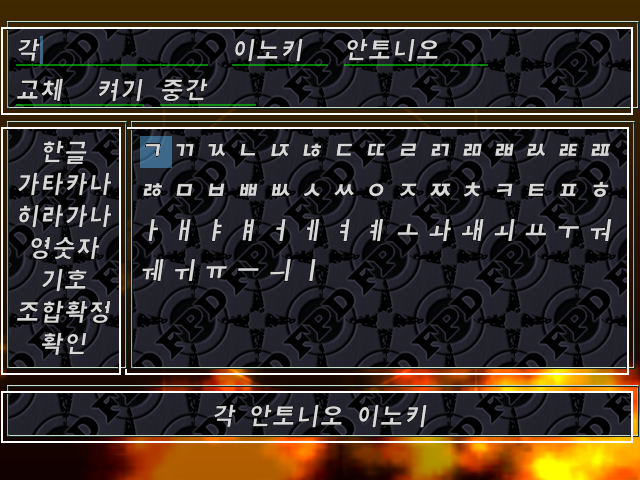 각 이노키 안토니오
교체 켜기 중간
한글
가타카나
히라가나
영숫자
기호
조합확정
확인
ㄱ ㄲ ㄳ ㄴ ㄵ ㄶ ㄷ ㄸ ㄹ ㄺ ㄻ ㄼ ㄽ ㄾ ㄿ
ㅀ ㅁ ㅂ ㅃ ㅄ ㅅ ㅆ ㅇ ㅈ ㅉ ㅊ ㅋ ㅌ ㅍ ㅎ
ㅏ ㅐ ㅑ ㅒ ㅓ ㅔ ㅕ ㅖ ㅗ ㅘ ㅙ ㅚ ㅛ ㅜ ㅝ
ㅞ ㅟ ㅠ ㅡ ㅢ ㅣ
각 안토니오 이노키